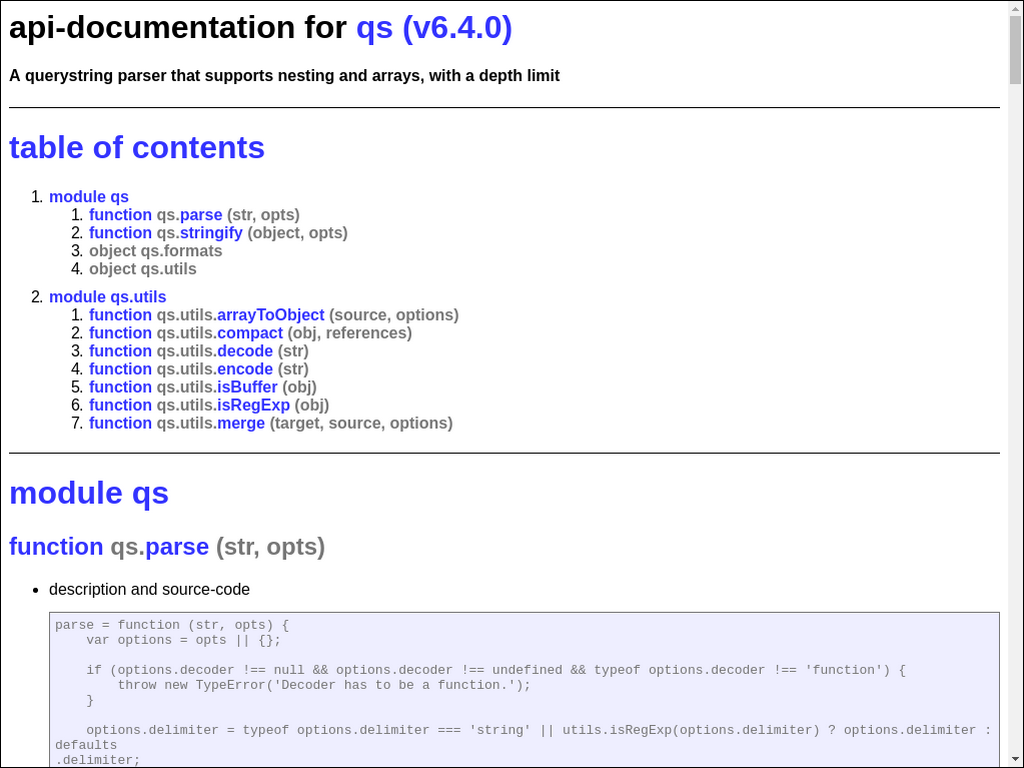 api-documentation for qs (v6.4.0)
A querystring parser that supports nesting and arrays, with a depth limit
table of contents
1. module qs
1. function qs.parse (str, opts)
2. function qs.stringify (object, opts)
3. object qs.formats
4. object qs.utils
2. module qs.utils
1. function qs.utils.arrayToObject (source, options)
2. function qs.utils.compact (obj, references)
3. function qs.utils.decode (str)
4. function qs.utils.encode (str)
5. function qs.utils.isBuffer (obj)
6. function qs.utils.isRegExp (obj)
7. function qs.utils.merge (target, source, options)
module qs
function qs.parse (str, opts)
• description and source-code
parse = function (str, opts) {
    var options = opts || {};
    if (options.decoder !== null && options.decoder !== undefined && typeof options.decoder !== 'function') {
        throw new TypeError('Decoder has to be a function.');
    }
    options.delimiter = typeof options.delimiter === 'string' || utils.isRegExp(options.delimiter) ? options.delimiter :
defaults
.delimiter;